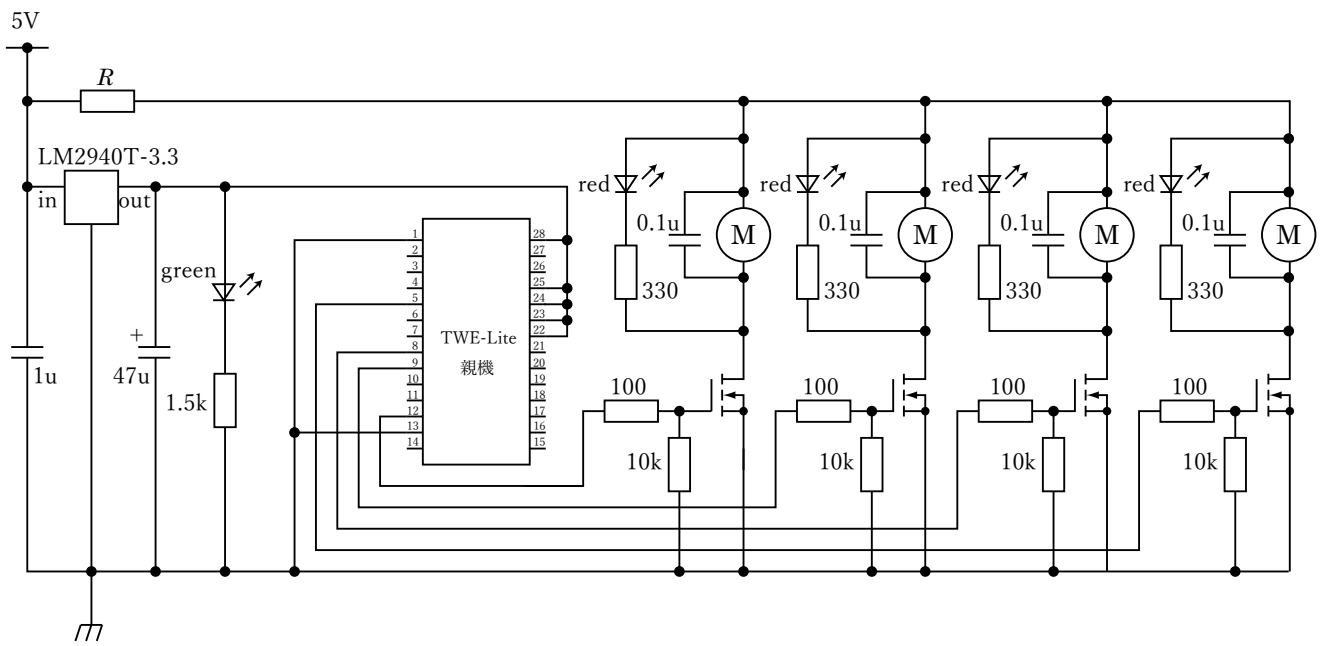 5V
R
LM2940T-3.3
in
out
green
1.5k
1u
+
47u
1
2
3
4
5
6
7
8
9
10
11
12
13
14
TWE-Lite
親機
28
27
26
25
24
23
22
21
20
19
18
17
16
15
red
0.1u
M
330
100
10k
red
0.1u
M
330
100
10k
red
0.1u
M
330
100
10k
red
0.1u
M
330
100
10k